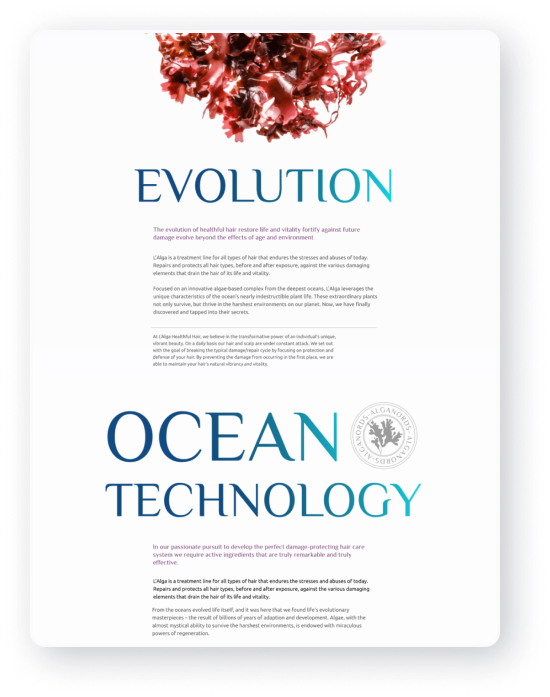 EVOLUTION
The evolution of healthful hair restore life and vitality fortify against future
damage evolve beyond the effects of age and environment
L'Alga is a treatment line for all types of hair that endures the stresses and abuses of today.
Repairs and protects all hair types, before and after exposure, against the various damaging
elements that drain the hair of its life and vitality.
Focused on an innovative algae-based complex from the deepest oceans, L'Alga leverages the
unique characteristics of the ocean's nearly indestructible plant life. These extraordinary plants
not only survive, but thrive in the harshest environments on our planet. Now, we have finally
discovered and tapped into their secrets.
At L'Alga Healthful Hair, we believe in the transformative power of an individual's unique,
vibrant beauty. On a daily basis our hair and scalp are under constant attack. We set out
with the goal of breaking the typical damage/repair cycle by focusing on protection and
defense of your hair. By preventing the damage from occurring in the first place, we are
able to maintain your hair's natural vibrancy and vitality.
OCEAN
ALGANORDS · ALGANORDS · ALGANORDS ·
TECHNOLOGY
In our passionate pursuit to develop the perfect damage-protecting hair care
system we require active ingredients that are truly remarkable and truly
effective.
L'Alga is a treatment line for all types of hair that endures the stresses and abuses of today.
Repairs and protects all hair types, before and after exposure, against the various damaging
elements that drain the hair of its life and vitality.
From the oceans evolved life itself, and it was here that we found life's evolutionary
masterpieces – the result of billions of years of adaption and development. Algae, with the
almost mystical ability to survive the harshest environments, is endowed with miraculous
powers of regeneration.